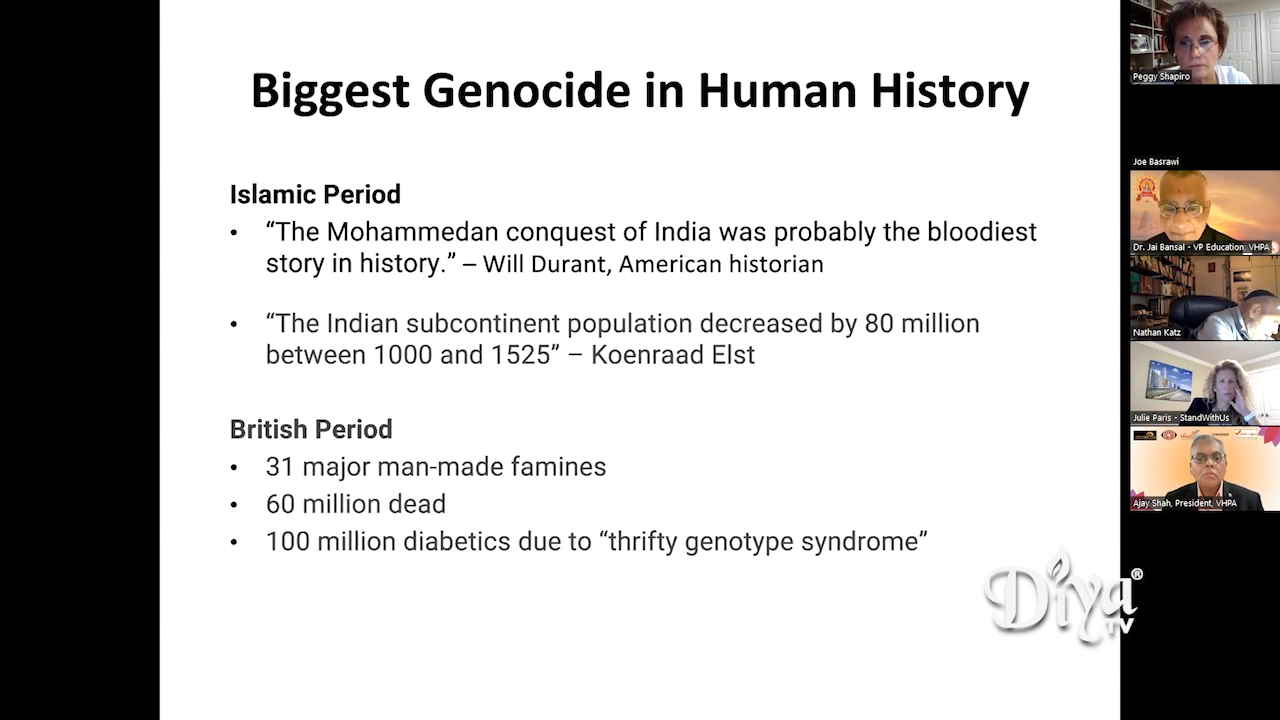 Biggest Genocide in Human History
Islamic Period
• “The Mohammedan conquest of India was probably the bloodiest
story in history.” – Will Durant, American historian
• “The Indian subcontinent population decreased by 80 million
between 1000 and 1525” – Koenraad Elst
British Period
• 31 major man-made famines
• 60 million dead
• 100 million diabetics due to “thrifty genotype syndrome”
Diya®
TV
Peggy Shapiro
Joe Basrawi
Dr. Jai Bansal - VP Education, VHPA
Nathan Katz
Julie Paris - StandWithUs
Ajay Shah, President, VHPA